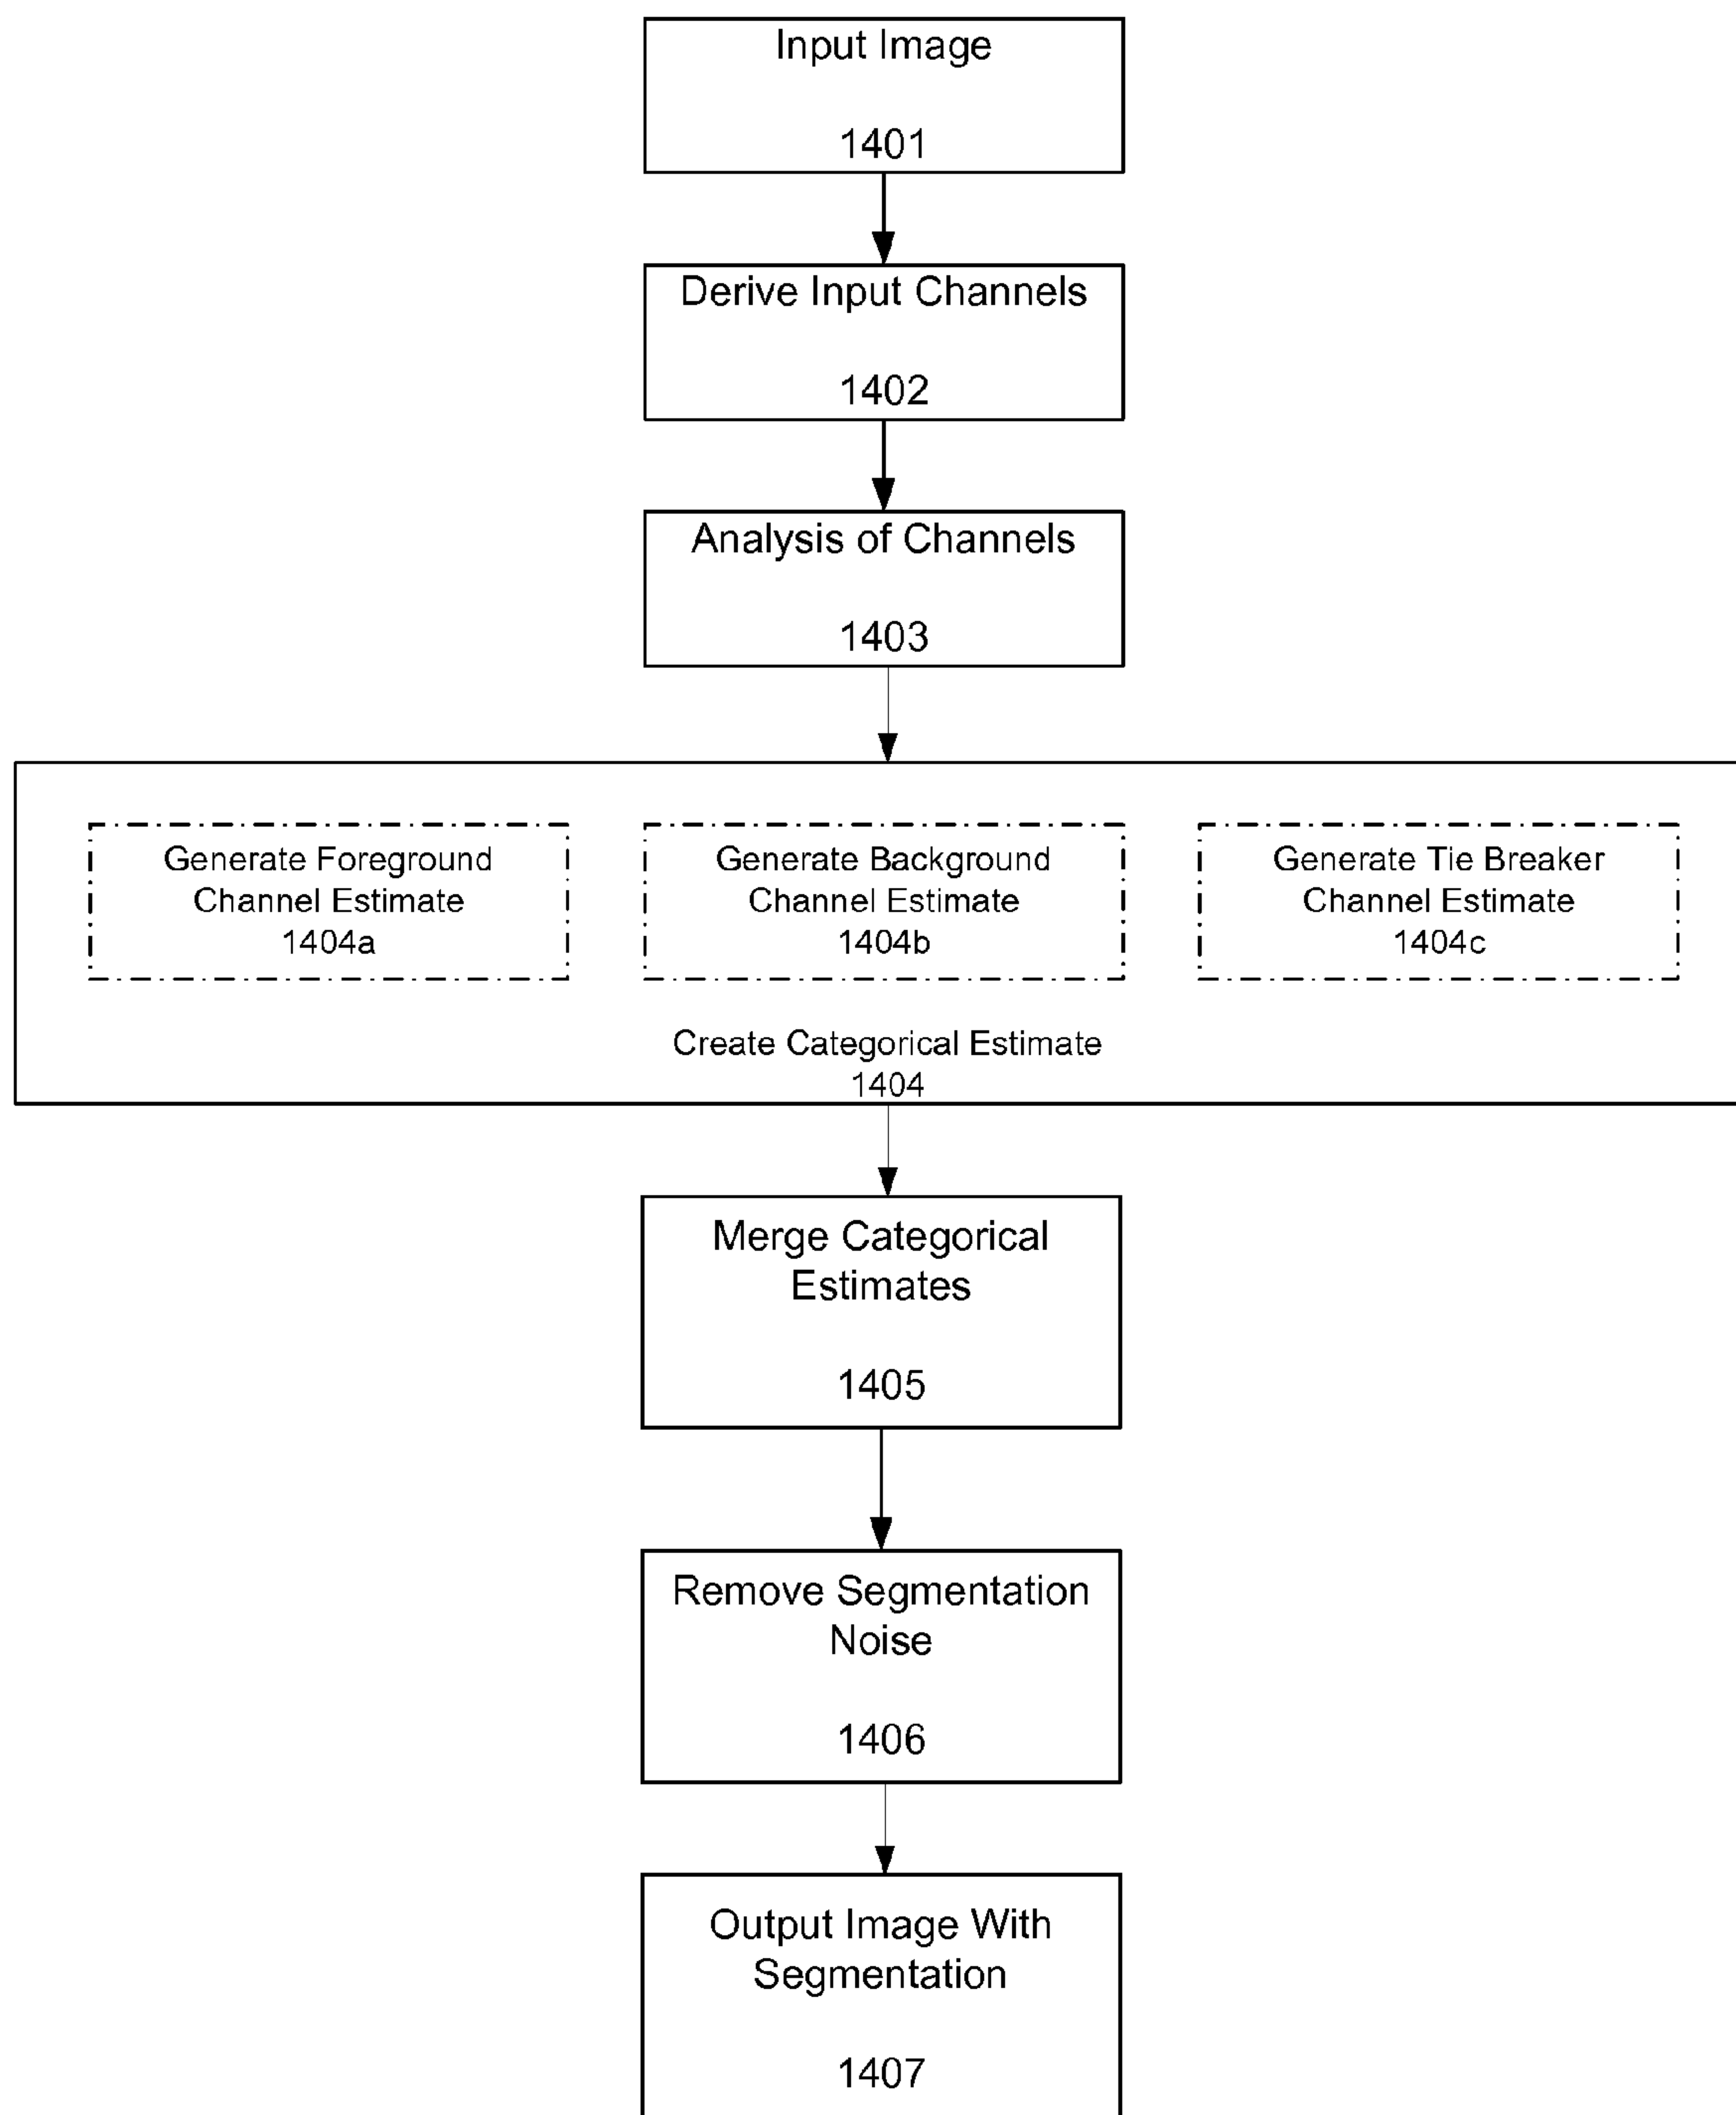 Input Image
1401
Derive Input Channels
1402
Analysis of Channels
1403
Generate Foreground
Channel Estimate
1404a
Generate Background
Channel Estimate
1404b
Generate Tie Breaker
Channel Estimate
1404c
Create Categorical Estimate
1404
Merge Categorical
Estimates
1405
Remove Segmentation
Noise
1406
Output Image With
Segmentation
1407